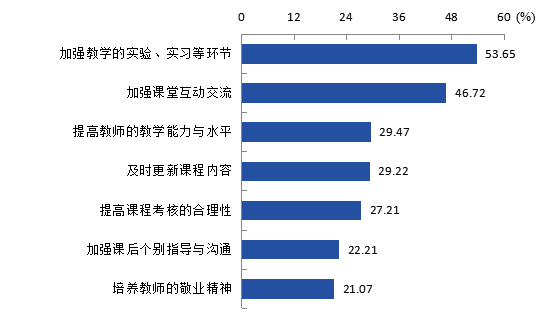 0 12 24 36 48 60 (%)
加强教学的实验、实习等环节 53.65
加强课堂互动交流 46.72
提高教师的教学能力与水平 29.47
及时更新课程内容 29.22
提高课程考核的合理性 27.21
加强课后个别指导与沟通 22.21
培养教师的敬业精神 21.07